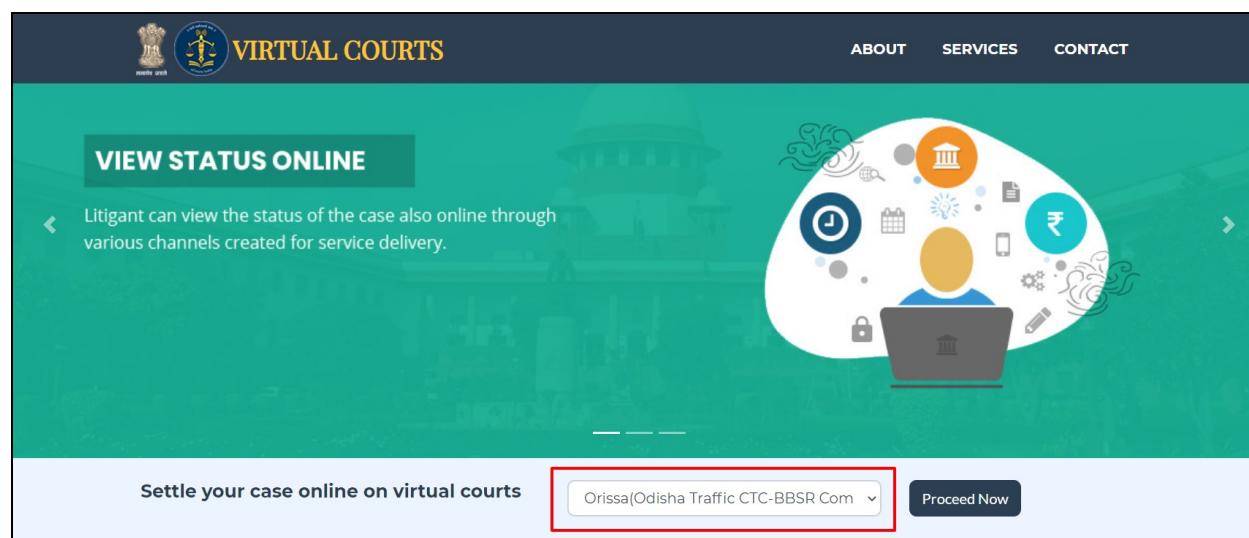 VIRTUAL COURTS
ABOUT SERVICES CONTACT
VIEW STATUS ONLINE
Litigant can view the status of the case also online through
various channels created for service delivery.
Settle your case online on virtual courts
Orissa(Odisha Traffic CTC-BBSR Com
Proceed Now